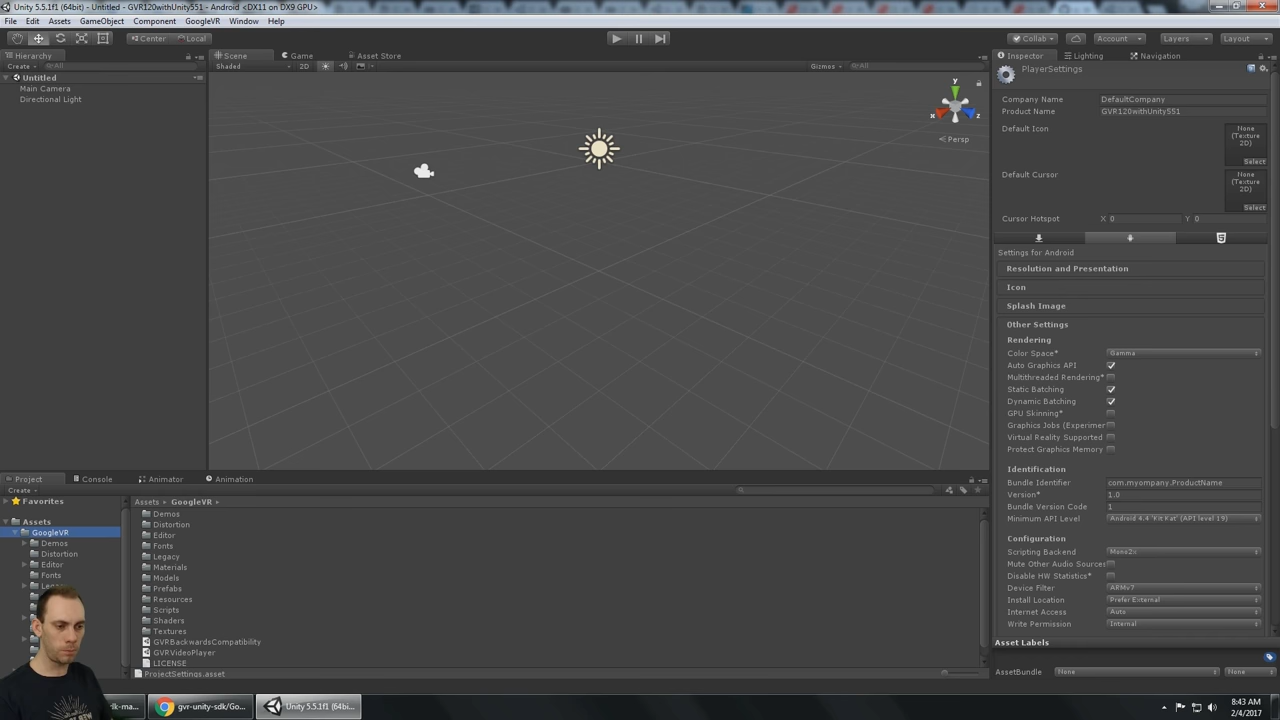 Unity 5.5.1f1 (64bit) - Untitled - GVR120withUnity551 - Android <DX11 on DX9 GPU>
File Edit Assets GameObject Component GoogleVR Window Help
Center Local Collab Account Layers Layout
Hierarchy Scene Game Asset Store Inspector Lighting Navigation
Create All Shaded 2D Gizmos All
PlayerSettings
Untitled
Main Camera
Directional Light
y
x z
Persp
Company Name DefaultCompany
Product Name GVR120withUnity551
Default Icon None (Texture 2D)
Select
Default Cursor None (Texture 2D)
Select
Cursor Hotspot X 0 Y 0
Settings for Android
Resolution and Presentation
Icon
Splash Image
Other Settings
Rendering
Color Space* Gamma
Auto Graphics API
Multithreaded Rendering*
Static Batching
Dynamic Batching
GPU Skinning*
Graphics Jobs (Experimen
Virtual Reality Supported
Protect Graphics Memory
Identification
Bundle Identifier com.myompany.ProductName
Version* 1.0
Bundle Version Code 1
Minimum API Level Android 4.4 'Kit Kat' (API level 19)
Configuration
Scripting Backend Mono2x
Mute Other Audio Sources
Disable HW Statistics*
Device Filter ARMv7
Install Location Prefer External
Internet Access Auto
Write Permission Internal
Asset Labels
AssetBundle None None
Project Console Animator Animation
Create
Favorites
Assets
GoogleVR
Demos
Distortion
Editor
Fonts
Assets GoogleVR
Demos
Distortion
Editor
Fonts
Legacy
Materials
Models
Prefabs
Resources
Scripts
Shaders
Textures
GVRBackwardsCompatibility
GVRVideoPlayer
LICENSE
ProjectSettings.asset
gvr-unity-sdk/Go...
Unity 5.5.1f1 (64bi...
8:43 AM
2/4/2017